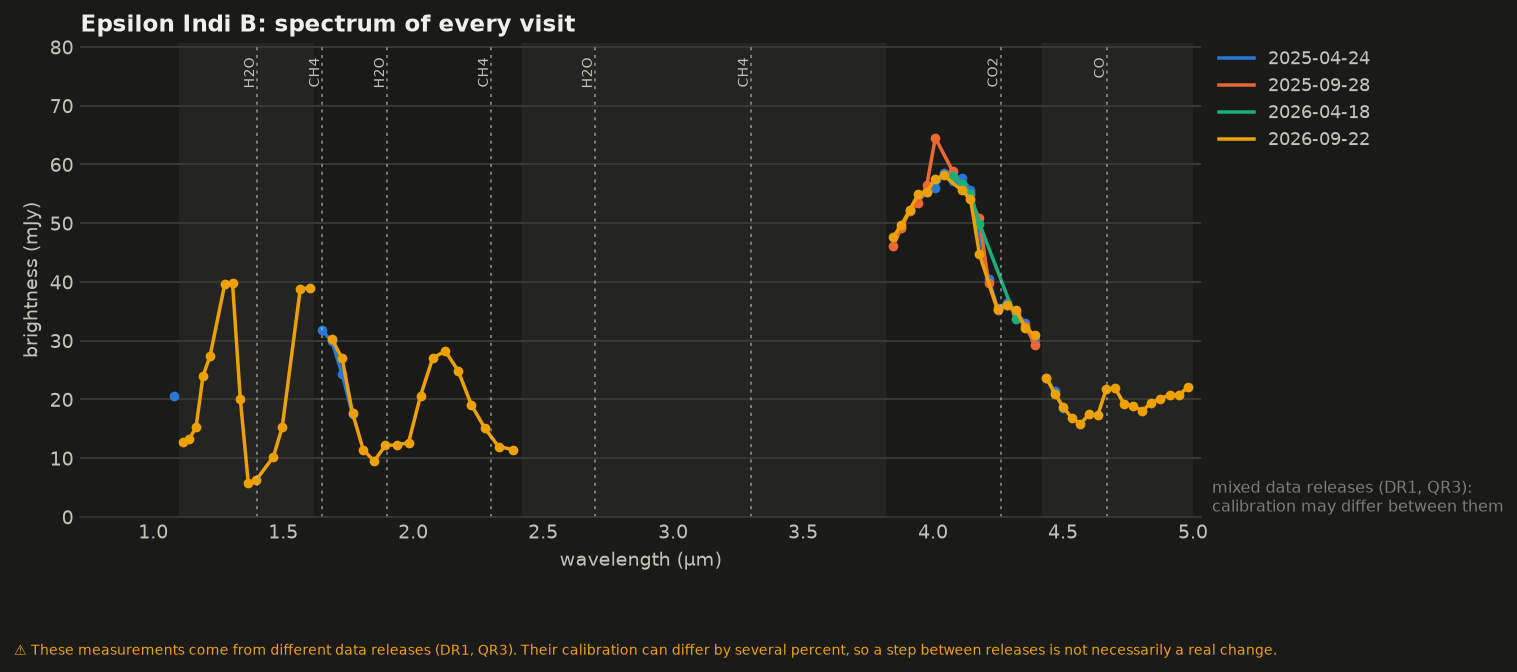 Epsilon Indi B: spectrum of every visit
brightness (mJy)
80
70
60
50
40
30
20
10
0
H2O
CH4
H2O
CH4
H2O
CH4
CO2
CO
1.0 1.5 2.0 2.5 3.0 3.5 4.0 4.5 5.0
wavelength (µm)
2025-04-24
2025-09-28
2026-04-18
2026-09-22
mixed data releases (DR1, QR3):
calibration may differ between them
⚠ These measurements come from different data releases (DR1, QR3). Their calibration can differ by several percent, so a step between releases is not necessarily a real change.